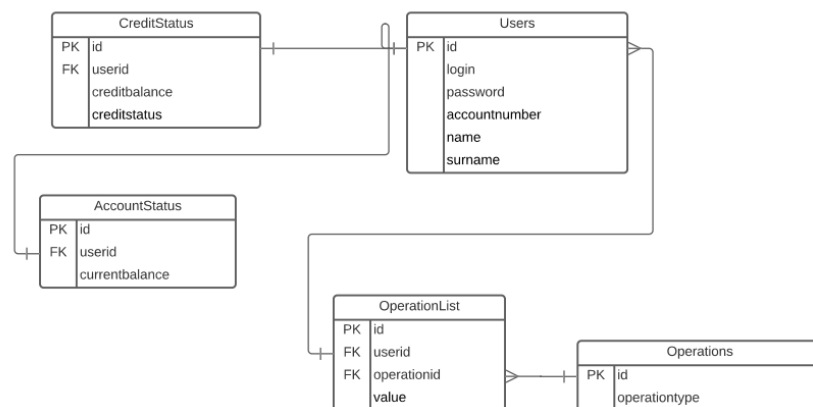 CreditStatus
PK id
FK userid
creditbalance
creditstatus
Users
PK id
login
password
accountnumber
name
surname
AccountStatus
PK id
FK userid
currentbalance
OperationList
PK id
FK userid
FK operationid
value
Operations
PK id
operationtype